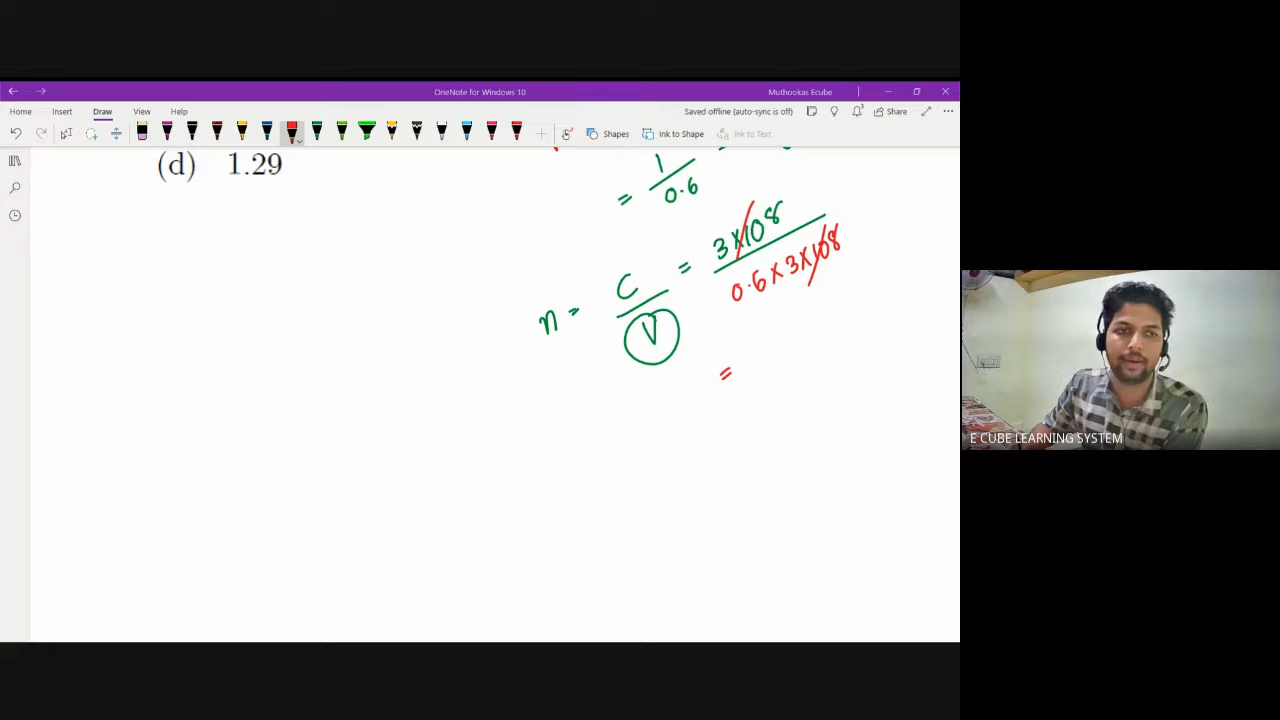 OneNote for Windows 10
Muthookas Ecube
Home Insert Draw View Help
Saved offline (auto-sync is off)
Share
Shapes
Ink to Shape
Ink to Text
(d) 1.29
= 1/0.6
n = C/V = 3×10⁸/0.6×3×10⁸
=
E CUBE LEARNING SYSTEM